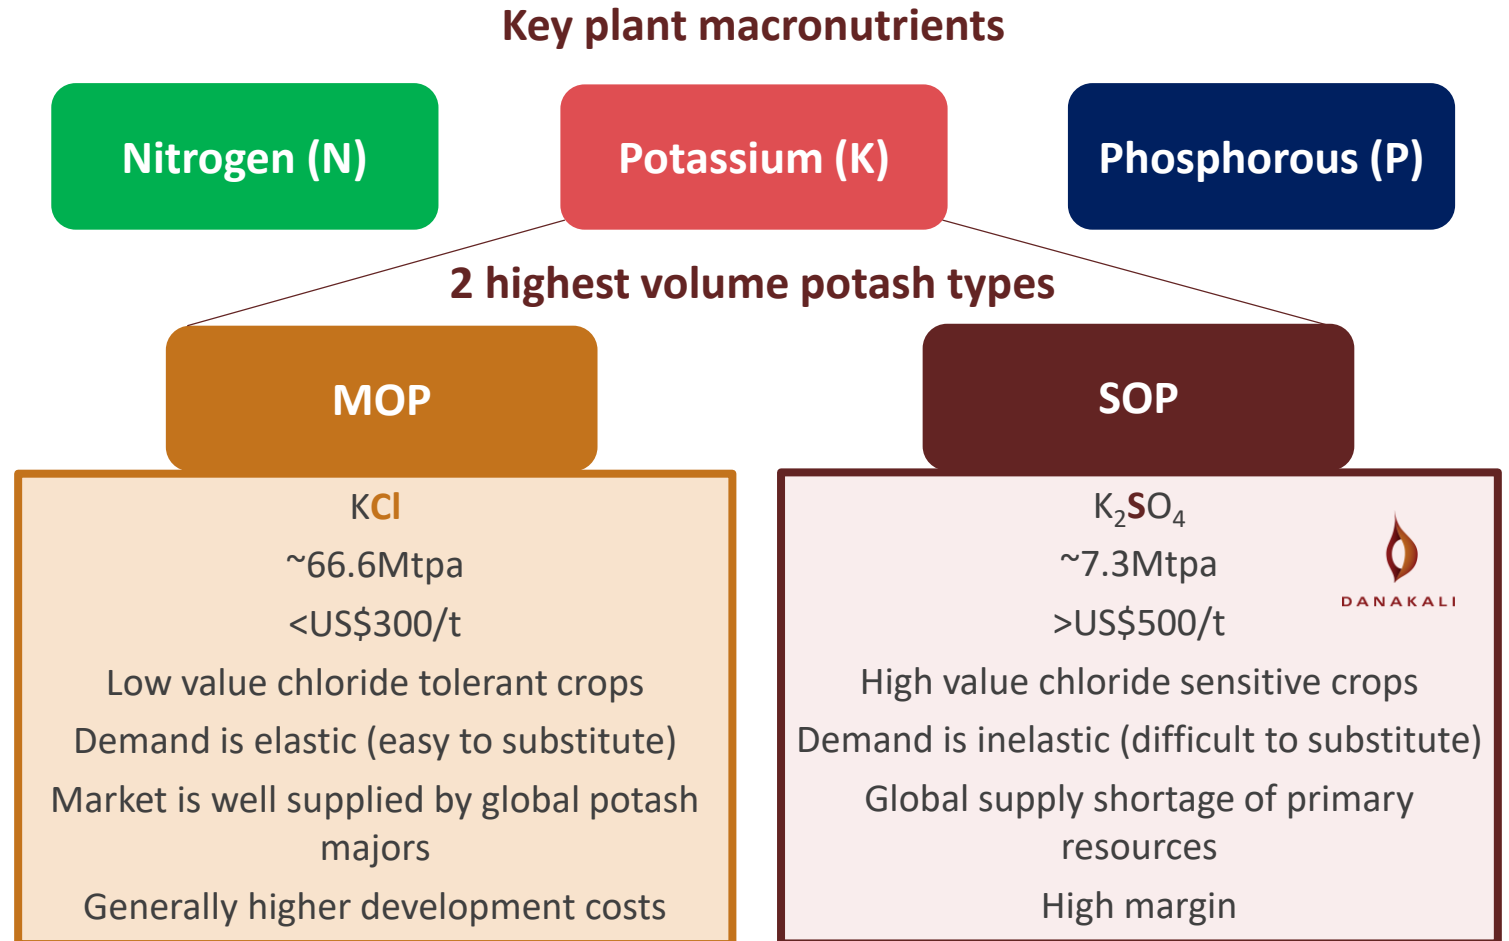 Key plant macronutrients
Nitrogen (N)
Potassium (K)
Phosphorous (P)
2 highest volume potash types
MOP
SOP
KCl
~66.6Mtpa
<US$300/t
Low value chloride tolerant crops
Demand is elastic (easy to substitute)
Market is well supplied by global potash
majors
Generally higher development costs
K₂SO₄
~7.3Mtpa
>US$500/t
High value chloride sensitive crops
Demand is inelastic (difficult to substitute)
Global supply shortage of primary
resources
High margin
DANAKALI